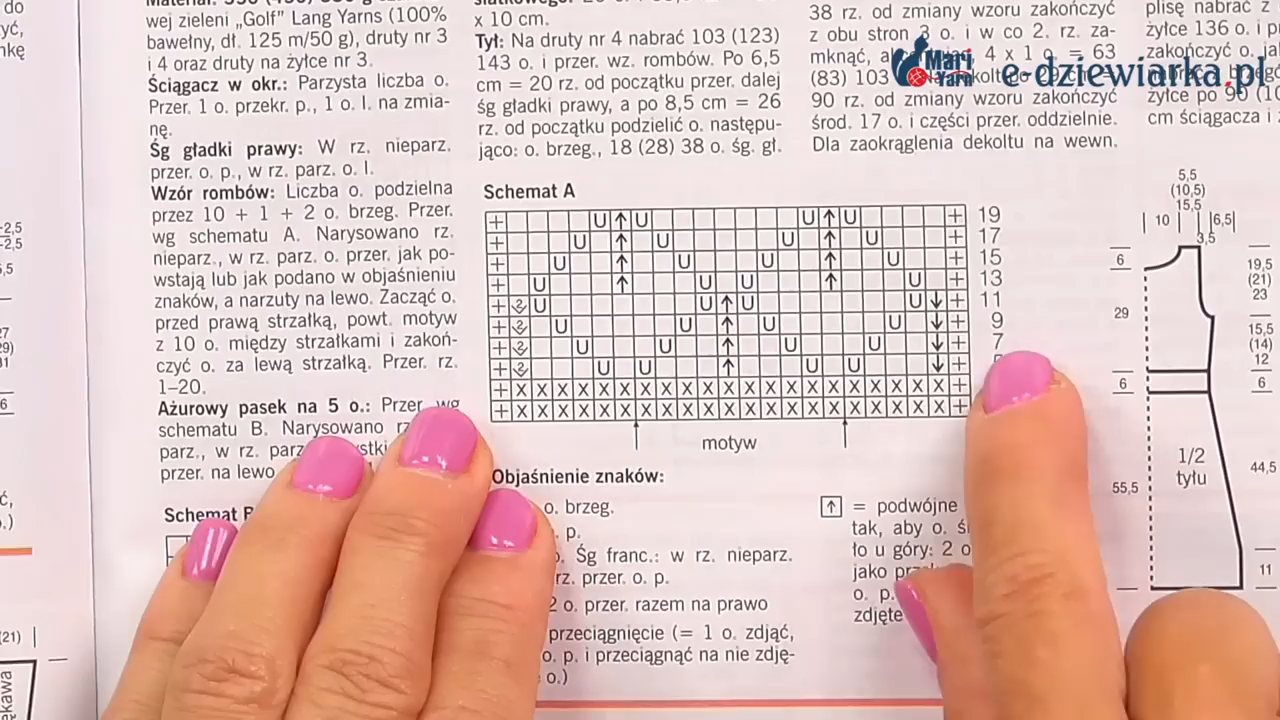 do
yć,
nkę
wej zieleni „Golf” Lang Yarns (100%
bawełny, dł. 125 m/50 g), druty nr 3
i 4 oraz druty na żyłce nr 3.
Ściągacz w okr.: Parzysta liczba o.
Przer. 1 o. przekr. p., 1 o. l. na zmia-
nę.
Śg gładki prawy: W rz. nieparz.
przer. o. p., w rz. parz. o. l.
Wzór rombów: Liczba o. podzielna
przez 10 + 1 + 2 o. brzeg. Przer.
wg schematu A. Narysowano rz.
nieparz., w rz. parz. o. przer. jak po-
wstają lub jak podano w objaśnieniu
znaków, a narzuty na lewo. Zacząć o.
przed prawą strzałką, powt. motyw
z 10 o. między strzałkami i zakoń-
czyć o. za lewą strzałką. Przer. rz.
1–20.
Ażurowy pasek na 5 o.: Przer. wg
schematu B. Narysowano
parz., w rz. parz.
przer. na lewo
Schemat
x 10 cm.
Tył: Na druty nr 4 nabrać 103 (123)
143 o. i przer. wz. rombów. Po 6,5
cm = 20 rz. od początku przer. dalej
śg gładki prawy, a po 8,5 cm = 26
rz. od początku podzielić o. następu-
jąco: o. brzeg., 18 (28) 38 o. śg. gł.
38 rz. od zmiany wzoru zakończyć
z obu stron 3 o. i w co 2. rz. za-
mknąć, 4 x 1 o. = 63
(83) 103
90 rz. od zmiany wzoru zakończyć
środ. 17 o. i części przer. oddzielnie.
Dla zaokrąglenia dekoltu na wewn.
plisę nabrać z
żyłce 136 o. i
zakończyć o.
żyłce po 90
cm ściągacza i
Mari
Yarn
e-dziewiarka.pl
Schemat A
+ U ↑ U U ↑ U + 19
+ U ↑ U U ↑ U + 17
+ U ↑ U U ↑ U + 15
+ U ↑ U U ↑ U + 13
+ U U ↑ U U ↓ + 11
+ U U ↑ U U ↓ + 9
+ U U ↑ U U ↓ + 7
+ U U ↑ U U ↓ +
+ X X X X X X X X X X X X X X X X X X X X X +
+ X X X X X X X X X X X X X X X X X X X X X +
motyw
Objaśnienie znaków:
o. brzeg.
p.
Śg franc.: w rz. nieparz.
rz. przer. o. p.
2 o. przer. razem na prawo
przeciągnięcie (= 1 o. zdjąć,
o. p. i przeciągnąć na nie zdję-
o.)
↑ = podwójne
tak, aby o.
ło u góry: 2 o
jako
o. p.
zdjęte
5,5
(10,5)
15,5
10
6,5
3,5
6
29
6
55,5
1/2
tyłu
19,5
(21)
23
15,5
(14)
12
6
44,5
11